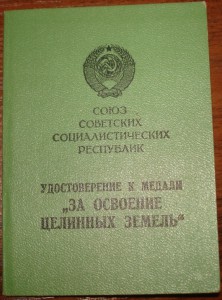 СОЮЗ
СОВЕТСКИХ
СОЦИАЛИСТИЧЕСКИХ
РЕСПУБЛИК
УДОСТОВЕРЕНИЕ К МЕДАЛИ
„ЗА ОСВОЕНИЕ
ЦЕЛИННЫХ ЗЕМЕЛЬ“